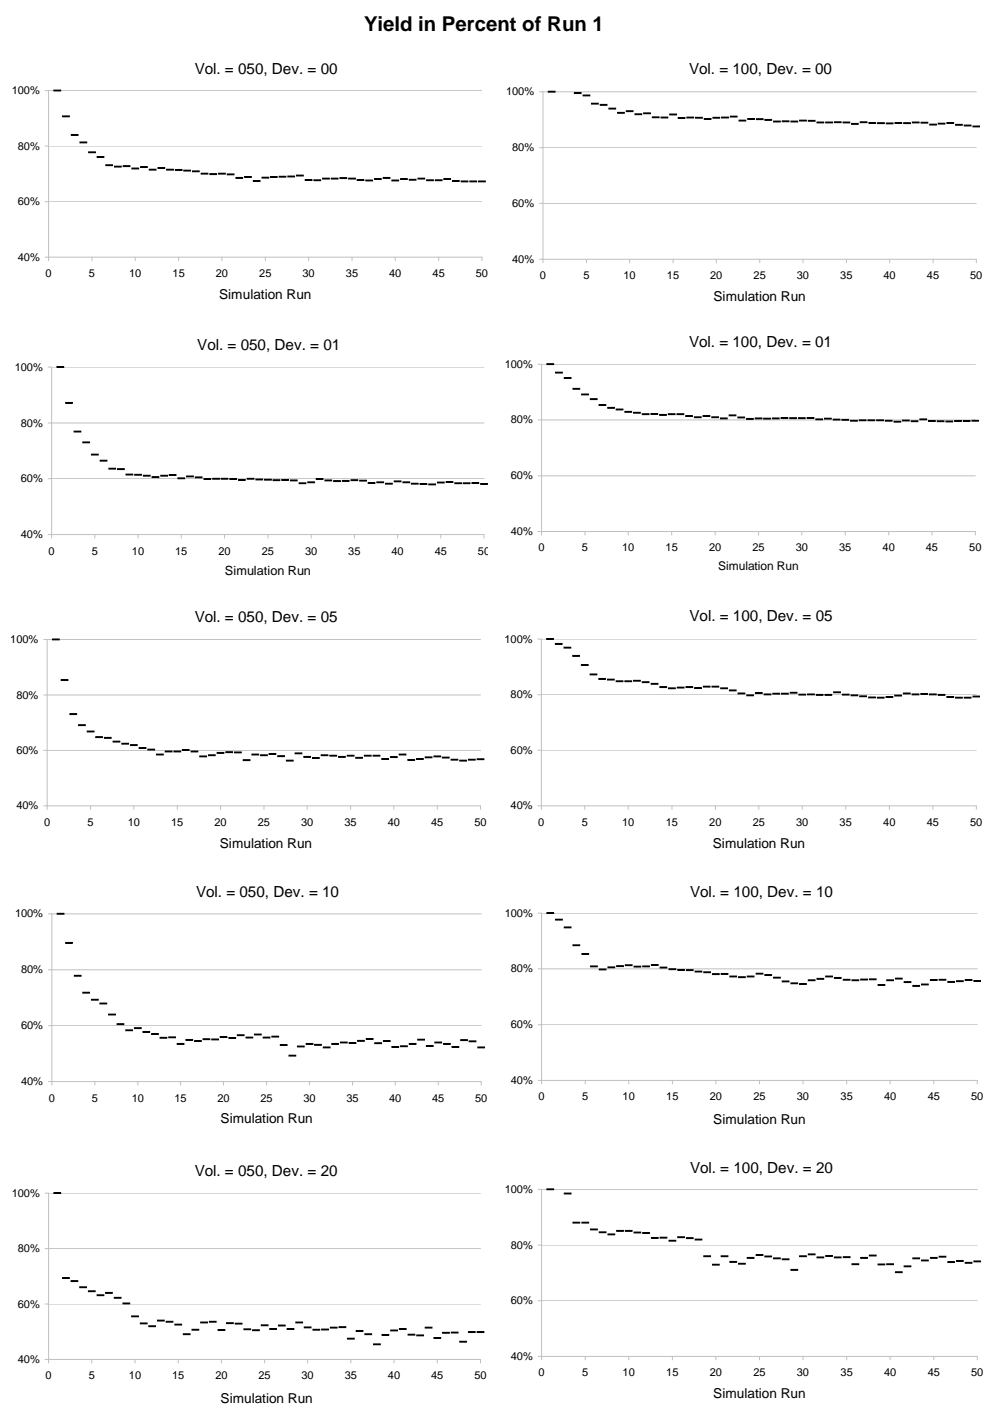 Yield in Percent of Run 1
Vol. = 050, Dev. = 00
100%
80%
60%
40%
0 5 10 15 20 25 30 35 40 45 50
Simulation Run
Vol. = 100, Dev. = 00
100%
80%
60%
40%
0 5 10 15 20 25 30 35 40 45 50
Simulation Run
Vol. = 050, Dev. = 01
100%
80%
60%
40%
0 5 10 15 20 25 30 35 40 45 50
Simulation Run
Vol. = 100, Dev. = 01
100%
80%
60%
40%
0 5 10 15 20 25 30 35 40 45 50
Simulation Run
Vol. = 050, Dev. = 05
100%
80%
60%
40%
0 5 10 15 20 25 30 35 40 45 50
Simulation Run
Vol. = 100, Dev. = 05
100%
80%
60%
40%
0 5 10 15 20 25 30 35 40 45 50
Simulation Run
Vol. = 050, Dev. = 10
100%
80%
60%
40%
0 5 10 15 20 25 30 35 40 45 50
Simulation Run
Vol. = 100, Dev. = 10
100%
80%
60%
40%
0 5 10 15 20 25 30 35 40 45 50
Simulation Run
Vol. = 050, Dev. = 20
100%
80%
60%
40%
0 5 10 15 20 25 30 35 40 45 50
Simulation Run
Vol. = 100, Dev. = 20
100%
80%
60%
40%
0 5 10 15 20 25 30 35 40 45 50
Simulation Run